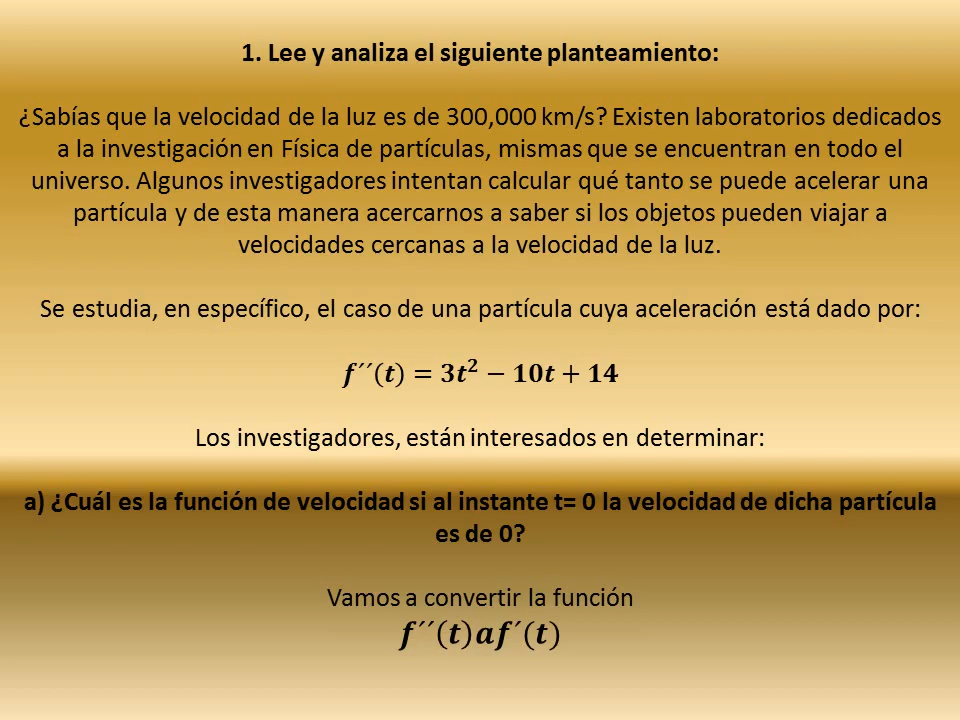 1. Lee y analiza el siguiente planteamiento:
¿Sabías que la velocidad de la luz es de 300,000 km/s? Existen laboratorios dedicados
a la investigación en Física de partículas, mismas que se encuentran en todo el
universo. Algunos investigadores intentan calcular qué tanto se puede acelerar una
partícula y de esta manera acercarnos a saber si los objetos pueden viajar a
velocidades cercanas a la velocidad de la luz.
Se estudia, en específico, el caso de una partícula cuya aceleración está dado por:
f´´(t) = 3t² − 10t + 14
Los investigadores, están interesados en determinar:
a) ¿Cuál es la función de velocidad si al instante t= 0 la velocidad de dicha partícula
es de 0?
Vamos a convertir la función
f´´(t)af´(t)